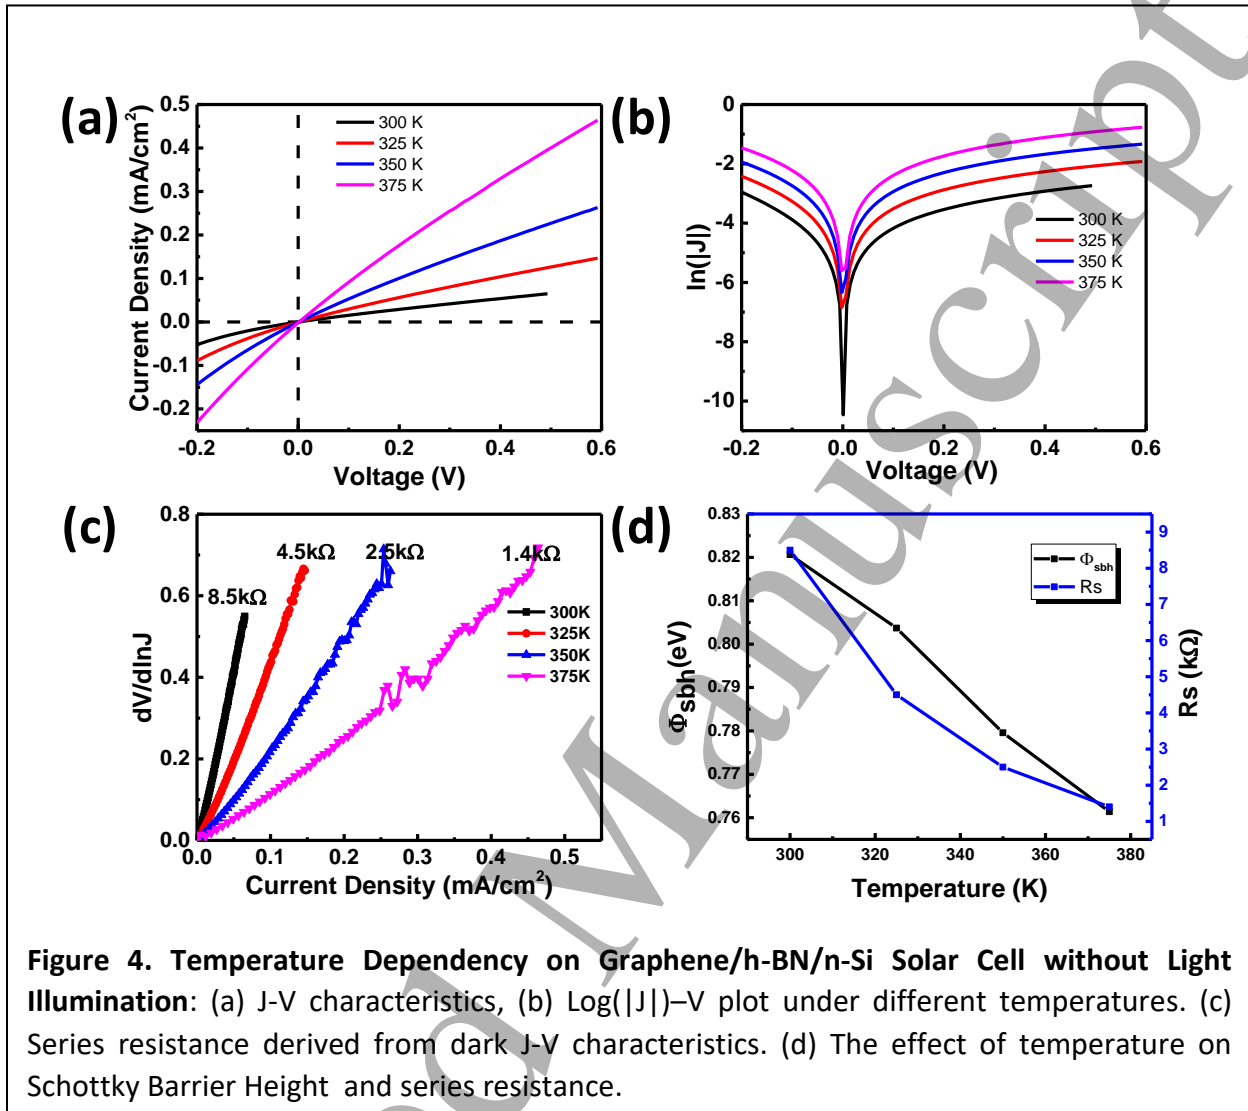 (a)
Current Density (mA/cm²)
0.5
0.4
0.3
0.2
0.1
0.0
-0.1
-0.2
300 K
325 K
350 K
375 K
-0.2 0.0 0.2 0.4 0.6
Voltage (V)
(b)
ln(|J|)
0
-2
-4
-6
-8
-10
300 K
325 K
350 K
375 K
-0.2 0.0 0.2 0.4 0.6
Voltage (V)
(c)
dV/dlnJ
0.8
0.6
0.4
0.2
0.0
8.5kΩ
4.5kΩ
2.5kΩ
1.4kΩ
300K
325K
350K
375K
0.0 0.1 0.2 0.3 0.4 0.5
Current Density (mA/cm²)
(d)
Φsbh(eV)
0.83
0.82
0.81
0.80
0.79
0.78
0.77
0.76
Φsbh
Rs
9
8
7
6
5
4
3
2
1
Rs (kΩ)
300 320 340 360 380
Temperature (K)
Figure 4. Temperature Dependency on Graphene/h-BN/n-Si Solar Cell without Light
Illumination: (a) J-V characteristics, (b) Log(|J|)–V plot under different temperatures. (c)
Series resistance derived from dark J-V characteristics. (d) The effect of temperature on
Schottky Barrier Height and series resistance.
d Manuscript